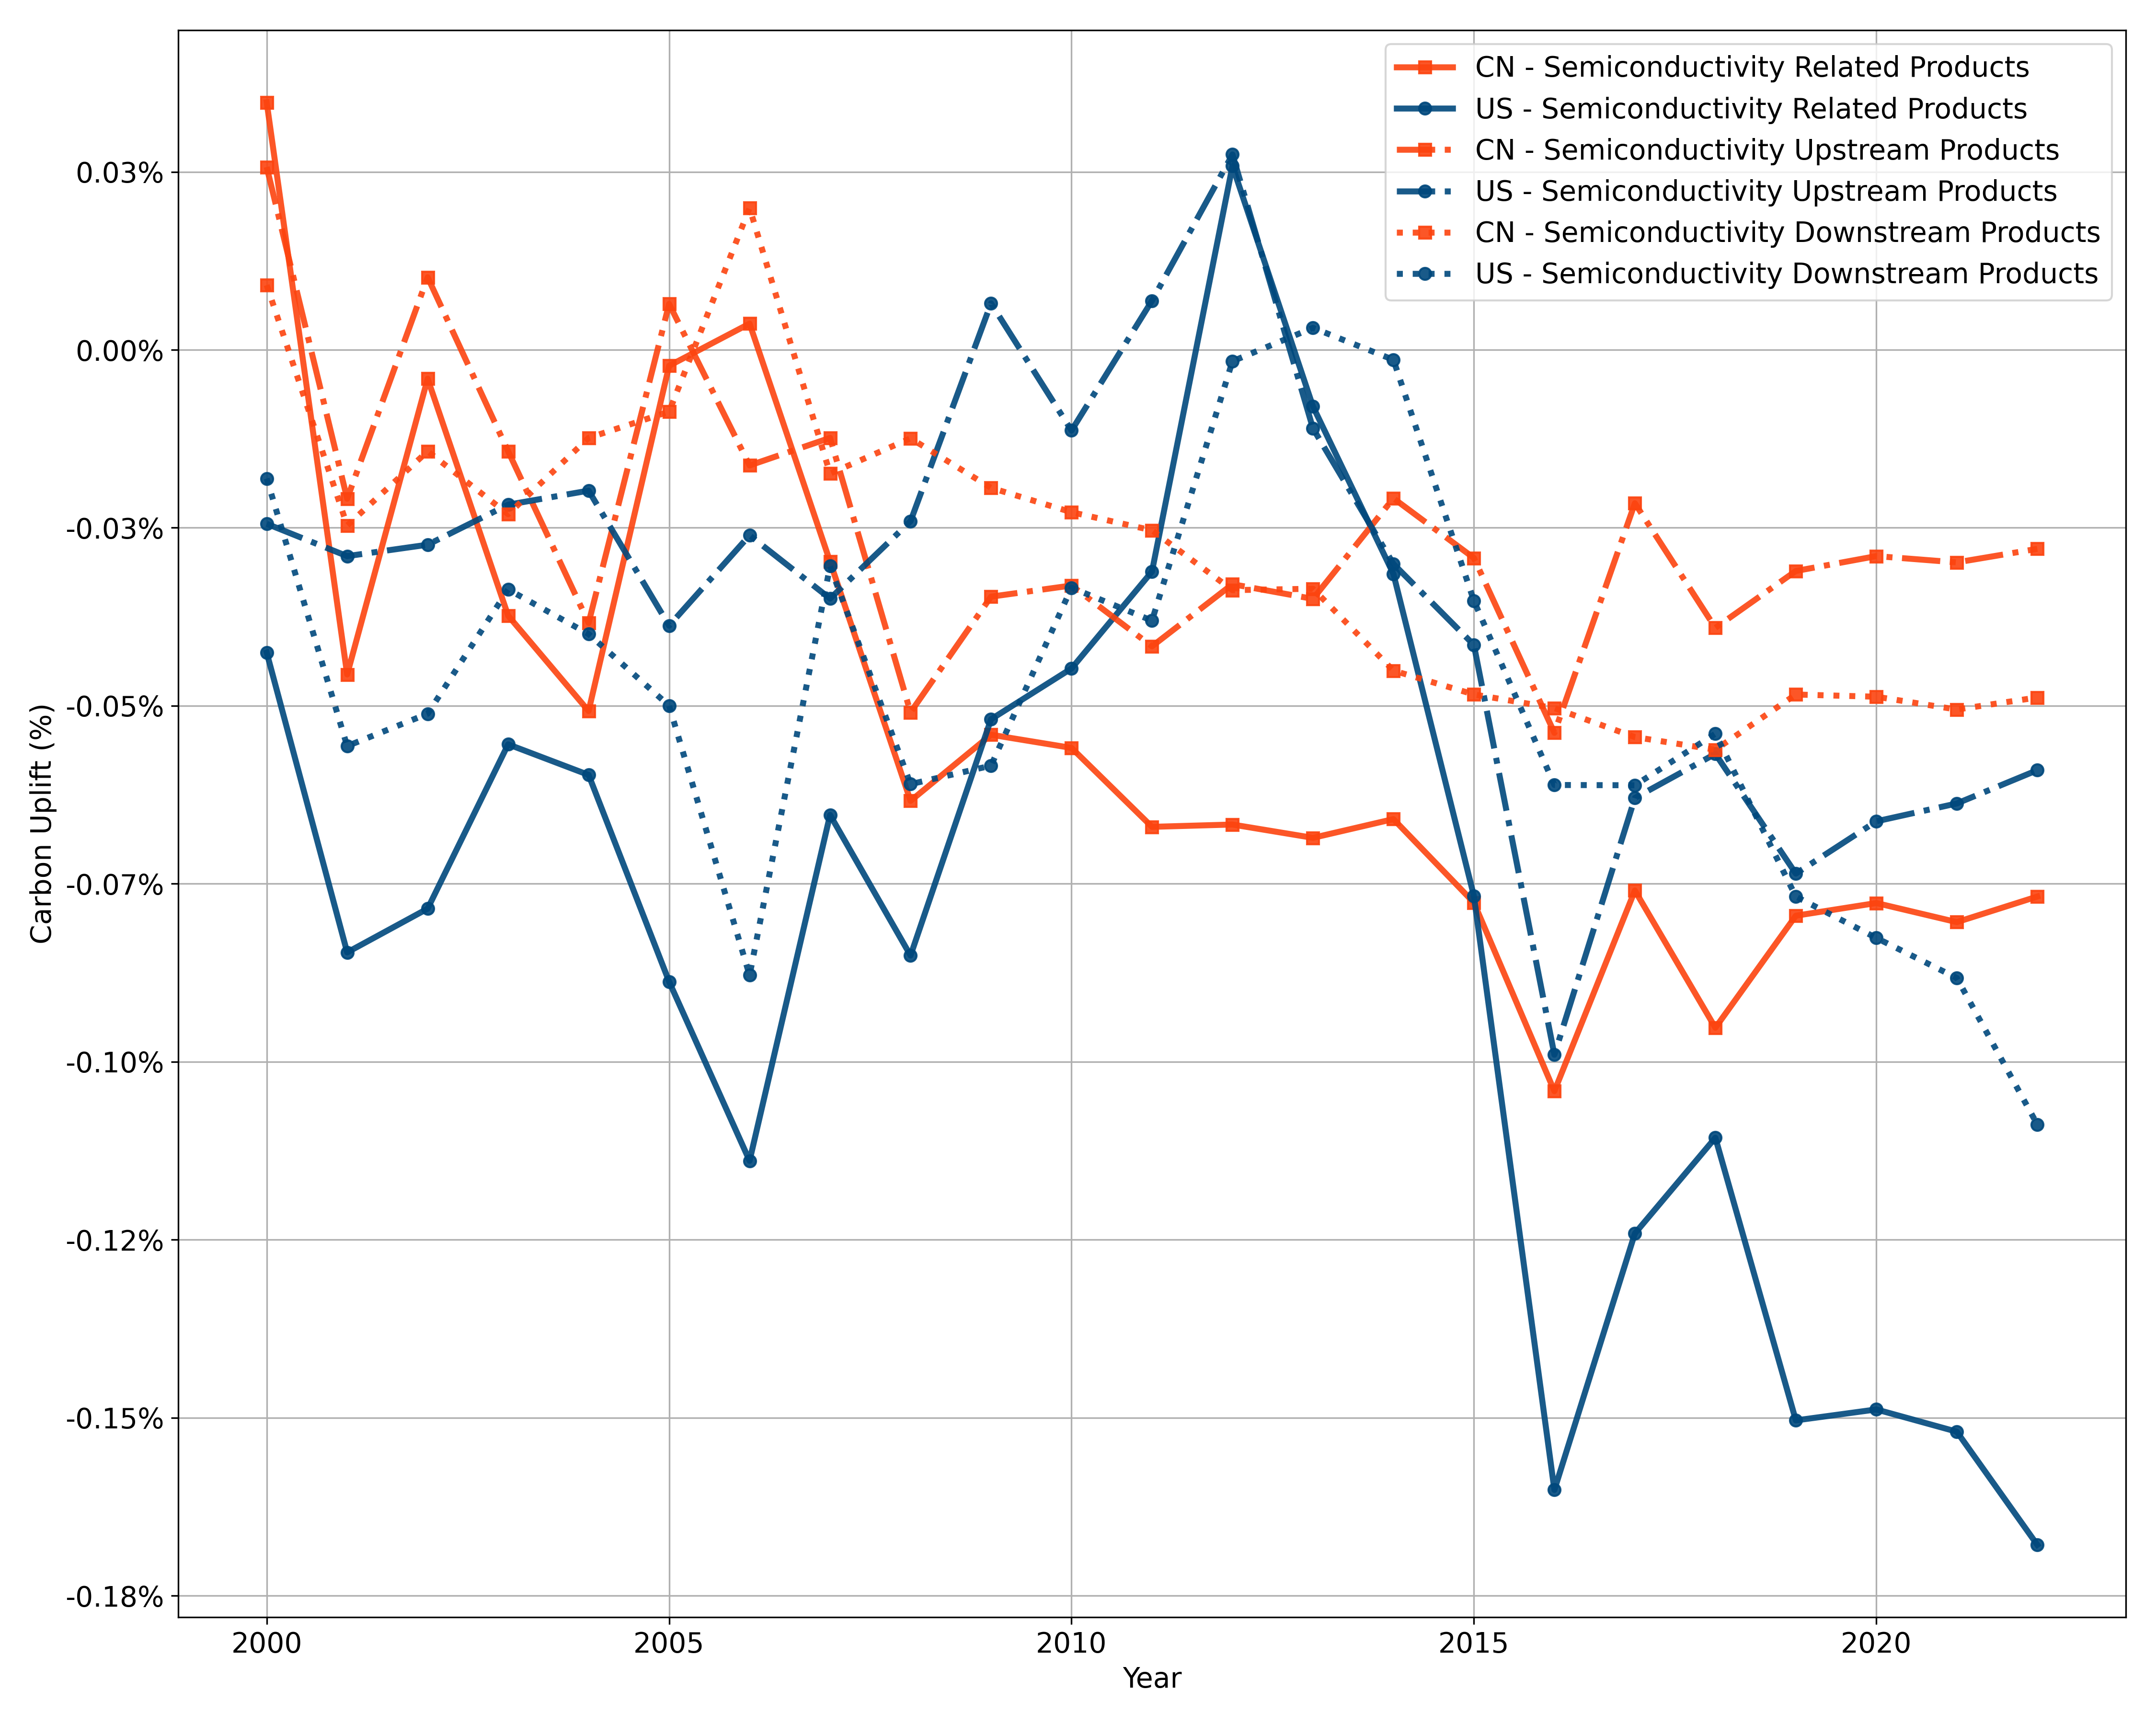 CN - Semiconductivity Related Products
US - Semiconductivity Related Products
CN - Semiconductivity Upstream Products
US - Semiconductivity Upstream Products
CN - Semiconductivity Downstream Products
US - Semiconductivity Downstream Products
Carbon Uplift (%)
0.03%
0.00%
-0.03%
-0.05%
-0.07%
-0.10%
-0.12%
-0.15%
-0.18%
2000 2005 2010 2015 2020
Year